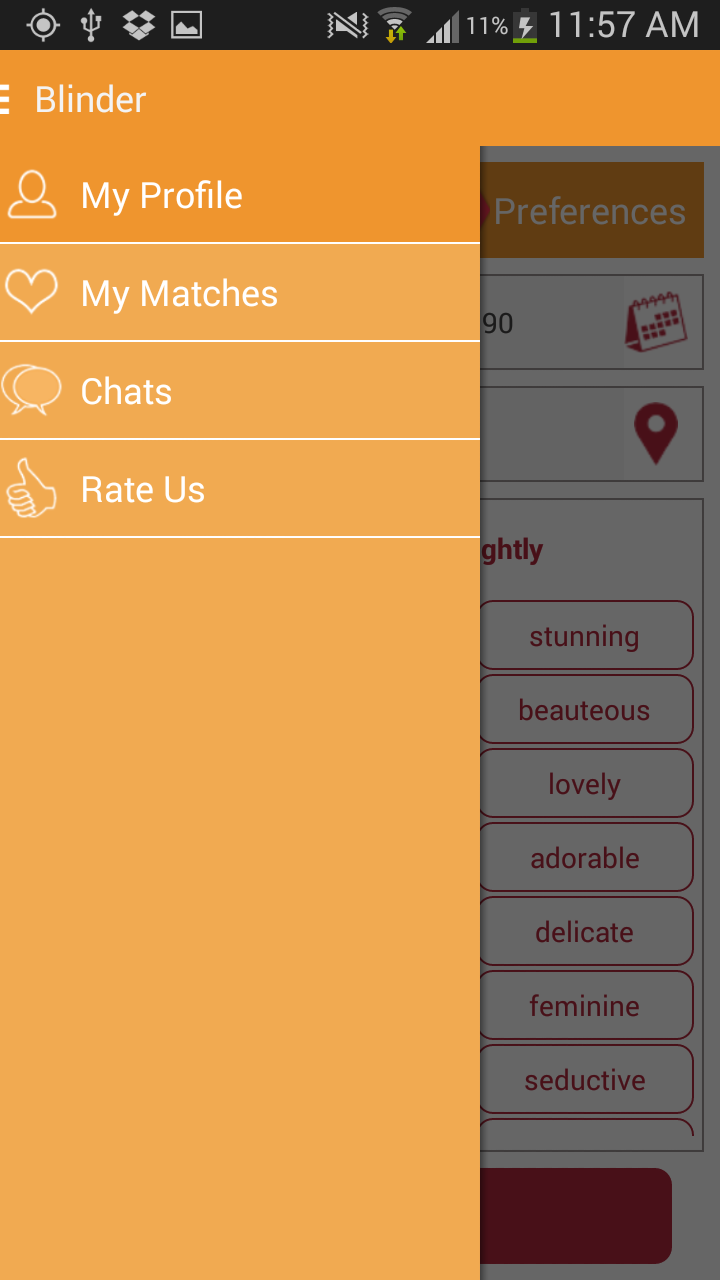 11% 11:57 AM
Blinder
My Profile
My Matches
Chats
Rate Us
Preferences
90
ghtly
stunning
beauteous
lovely
adorable
delicate
feminine
seductive